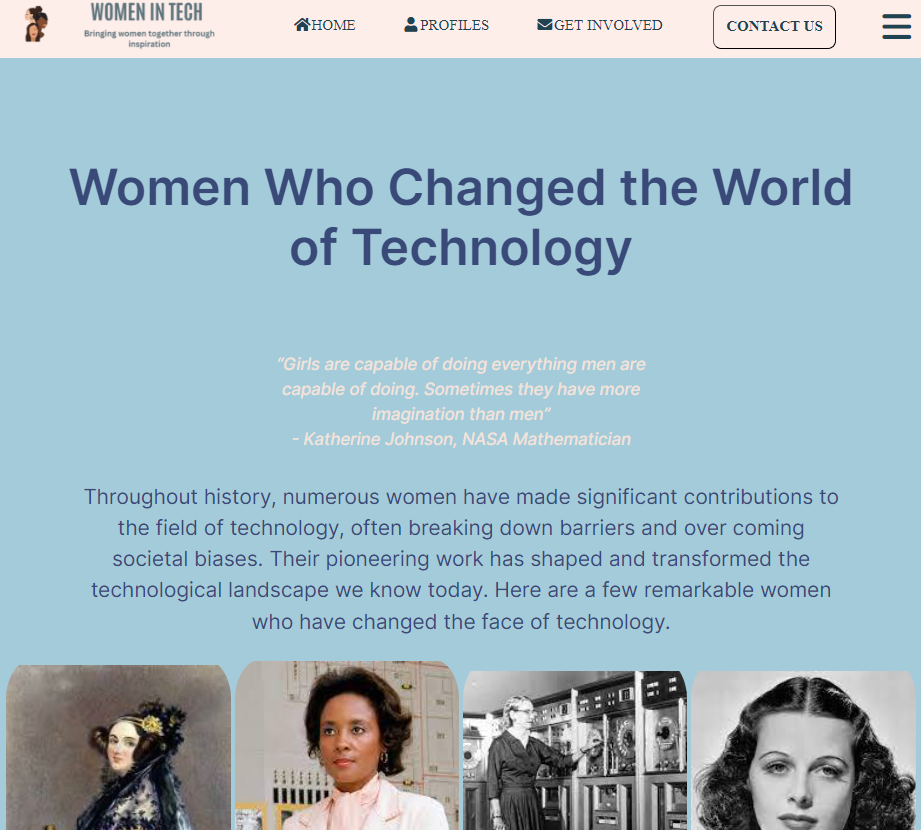 WOMEN IN TECH
Bringing women together through
inspiration
HOME
PROFILES
GET INVOLVED
CONTACT US
Women Who Changed the World
of Technology
“Girls are capable of doing everything men are
capable of doing. Sometimes they have more
imagination than men”
- Katherine Johnson, NASA Mathematician
Throughout history, numerous women have made significant contributions to
the field of technology, often breaking down barriers and over coming
societal biases. Their pioneering work has shaped and transformed the
technological landscape we know today. Here are a few remarkable women
who have changed the face of technology.